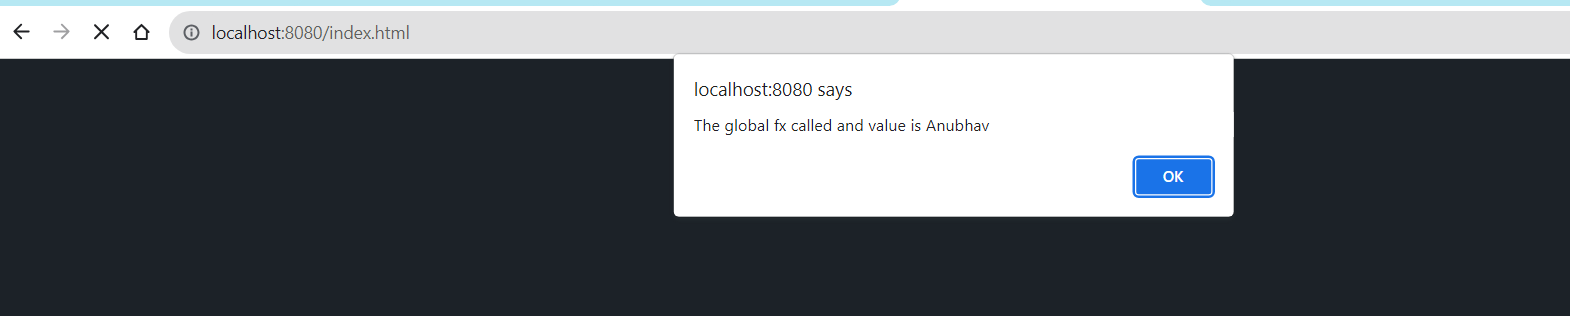 localhost:8080/index.html
localhost:8080 says
The global fx called and value is Anubhav
OK